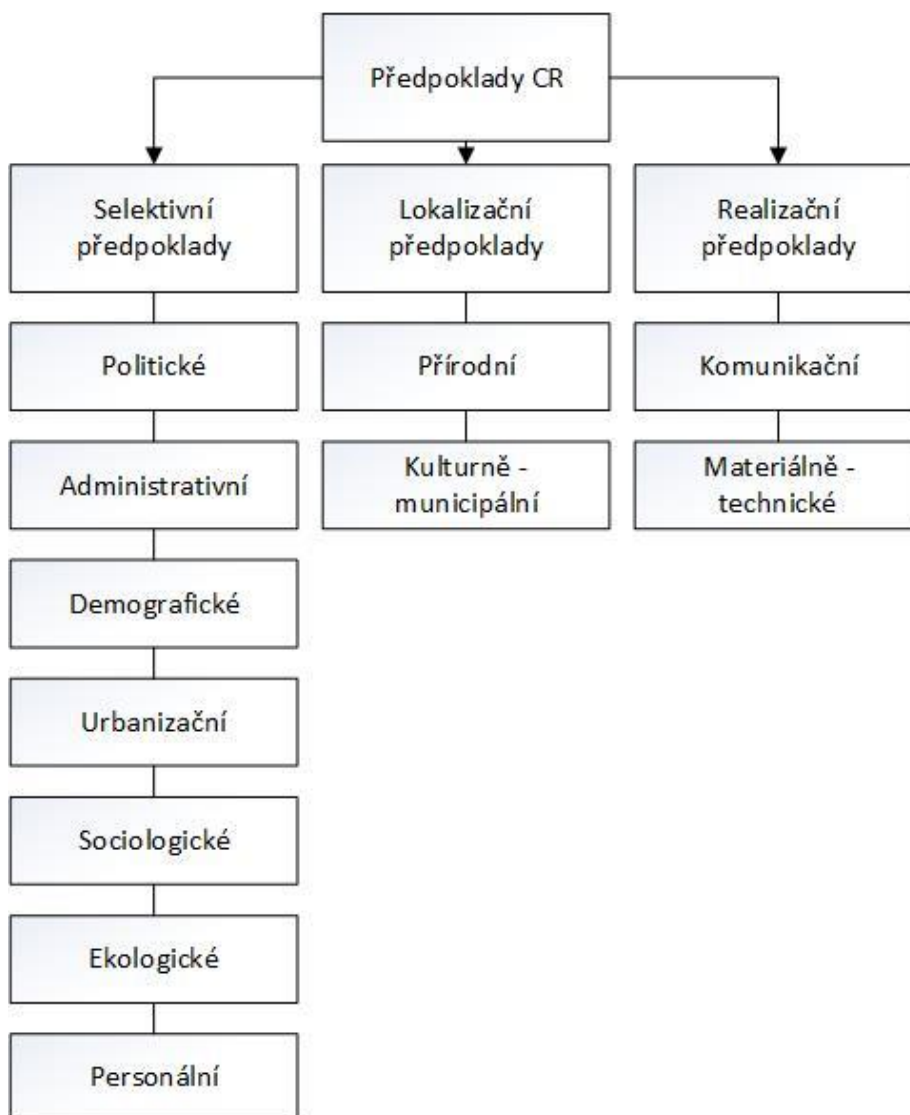 Předpoklady CR
Selektivní
předpoklady
Lokalizační
předpoklady
Realizační
předpoklady
Politické
Přírodní
Komunikační
Administrativní
Kulturně -
municipální
Materiálně -
technické
Demografické
Urbanizační
Sociologické
Ekologické
Personální